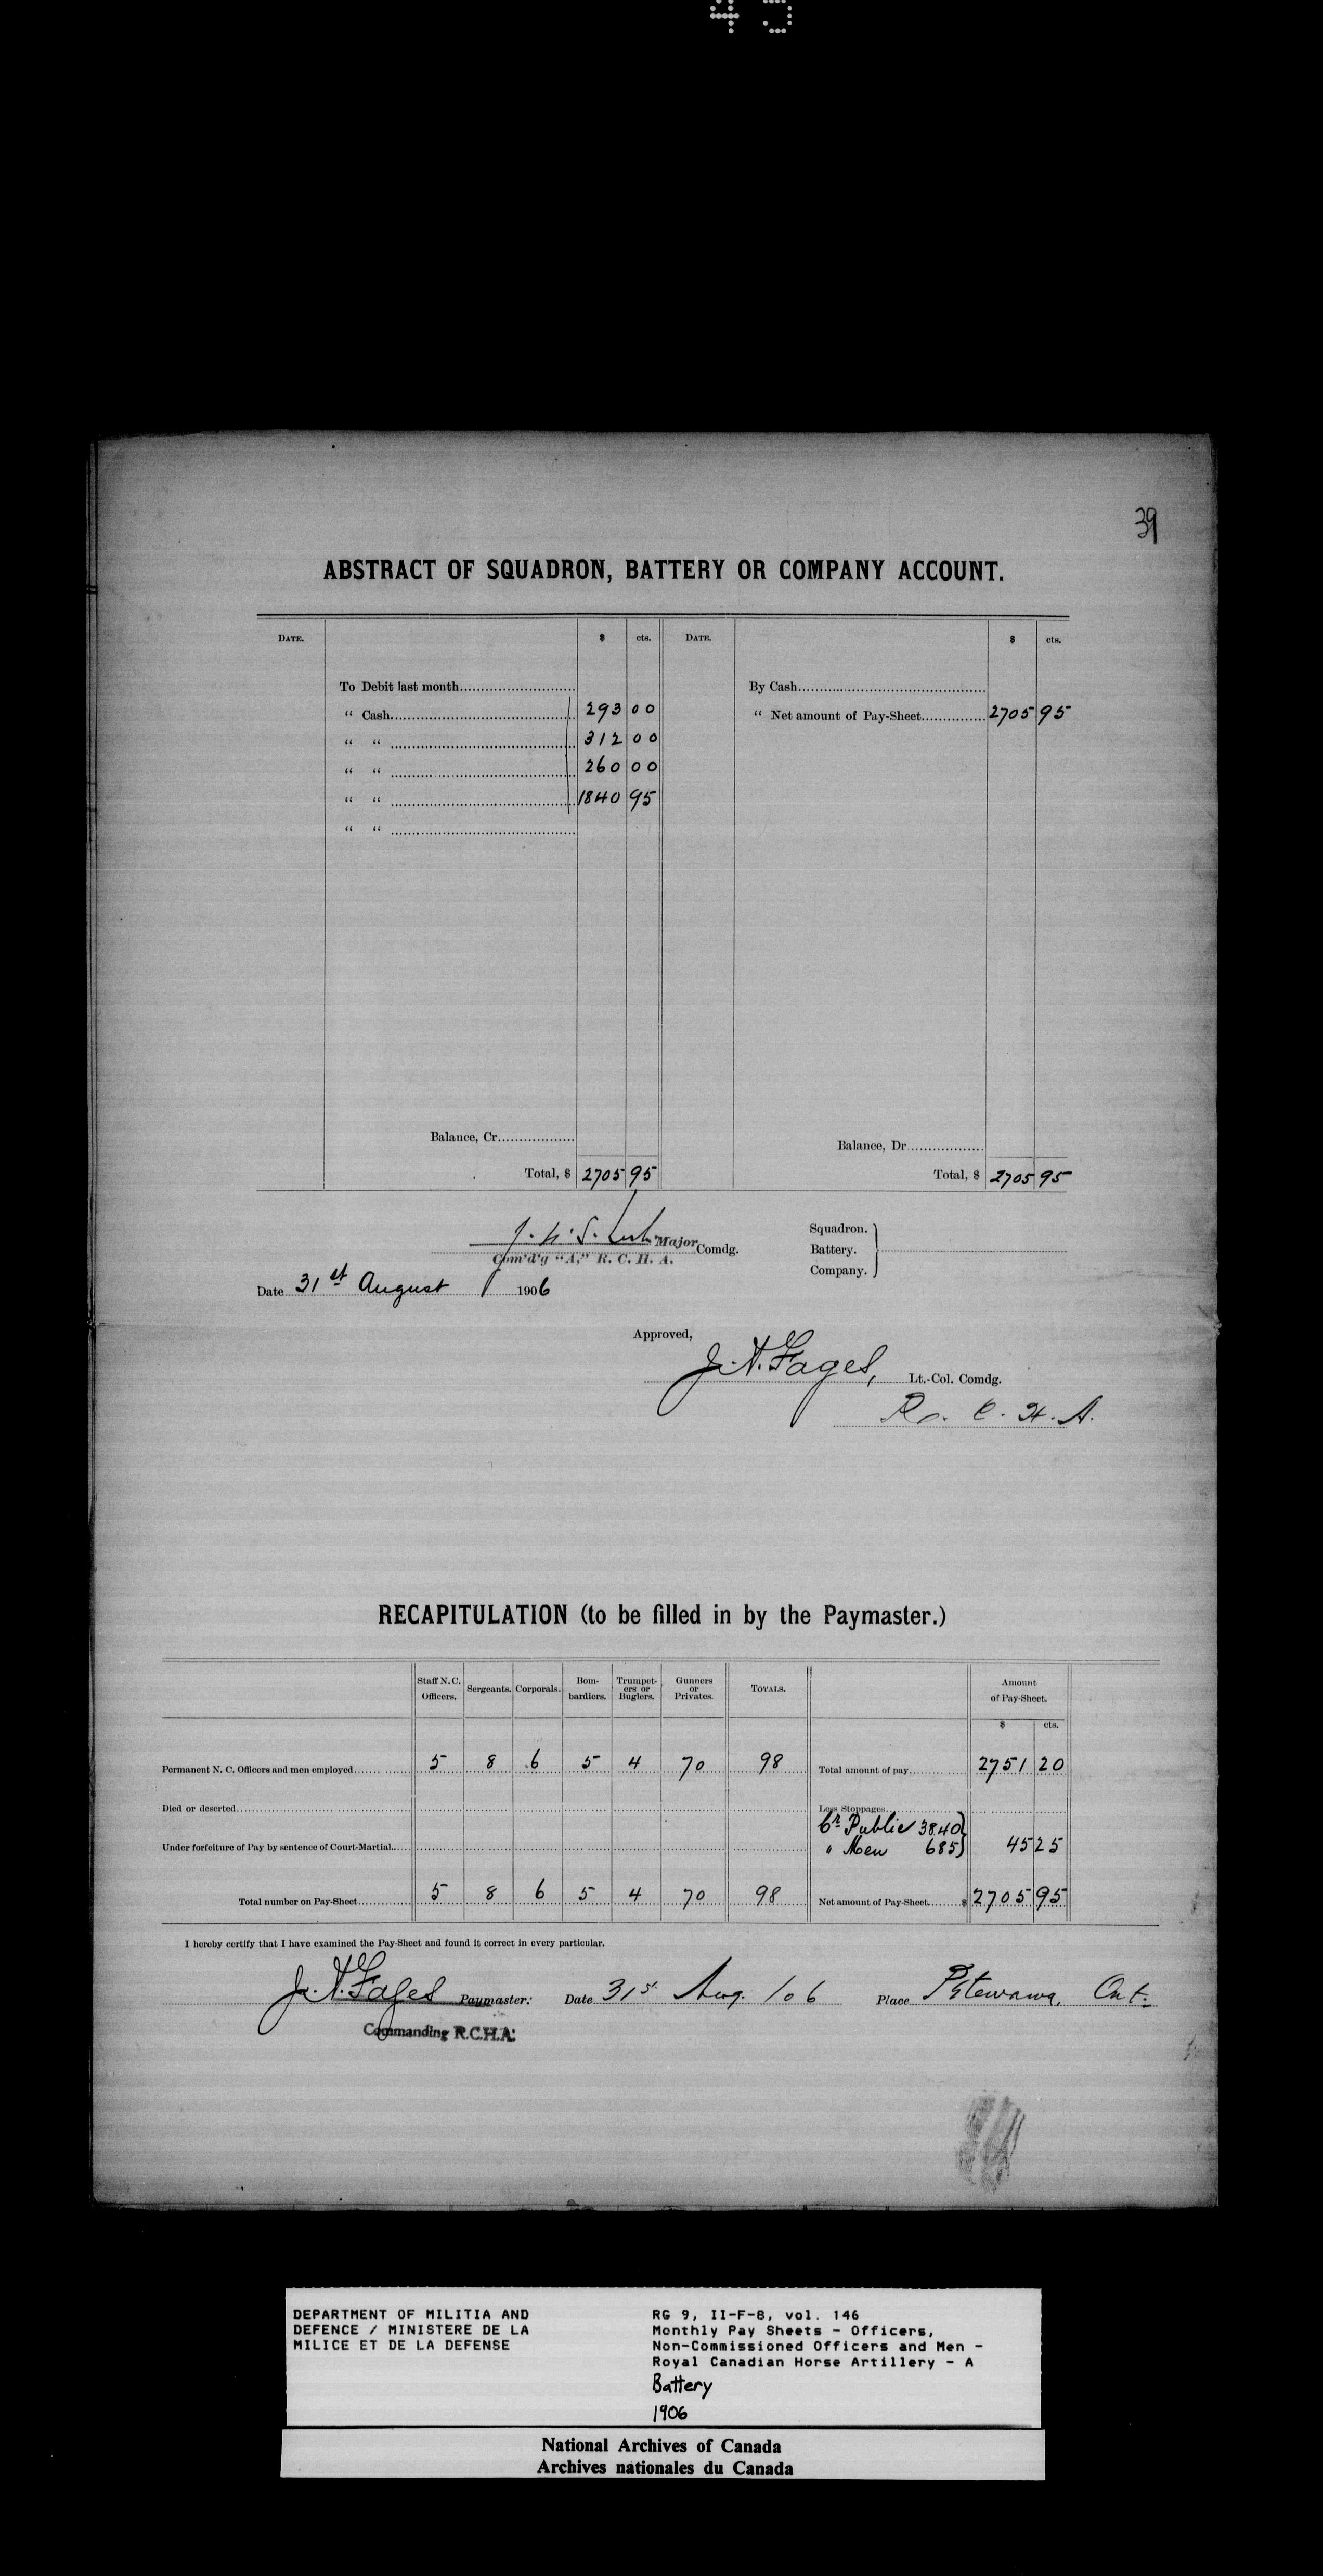 45
39
ABSTRACT OF SQUADRON, BATTERY OR COMPANY ACCOUNT.
DATE. $ cts. DATE. $ cts.
To Debit last month By Cash
“ Cash 293 00 “ Net amount of Pay-Sheet 2705 95
“ “ 312 00
“ “ 260 00
“ “ 1840 95
“ “
Balance, Cr. Balance, Dr.
Total, $ 2705 95 Total, $ 2705 95
Major Comdg.
Com'd'g "A," R. C. H. A.
Squadron.
Battery.
Company.
Date 31st August 1906
Approved,
Lt.-Col. Comdg.
R. C. H. A.
RECAPITULATION (to be filled in by the Paymaster.)
Staff N.C. Officers. Sergeants. Corporals. Bom-bardiers. Trumpet-ers or Buglers. Gunners or Privates. TOTALS. Amount of Pay-Sheet.
$ cts.
Permanent N. C. Officers and men employed 5 8 6 5 4 70 98 Total amount of pay 2751 20
Died or deserted Less Stoppages
Cr Public 3840
Under forfeiture of Pay by sentence of Court-Martial " Men 685 45 25
Total number on Pay-Sheet 5 8 6 5 4 70 98 Net amount of Pay-Sheet $ 2705 95
I hereby certify that I have examined the Pay-Sheet and found it correct in every particular.
Paymaster. Date 31st Aug. 106 Place Petewawa, Ont.
Commanding R.C.H.A.
DEPARTMENT OF MILITIA AND
DEFENCE / MINISTERE DE LA
MILICE ET DE LA DEFENSE
RG 9, II-F-8, vol. 146
Monthly Pay Sheets - Officers,
Non-Commissioned Officers and Men -
Royal Canadian Horse Artillery - A
Battery
1906
National Archives of Canada
Archives nationales du Canada